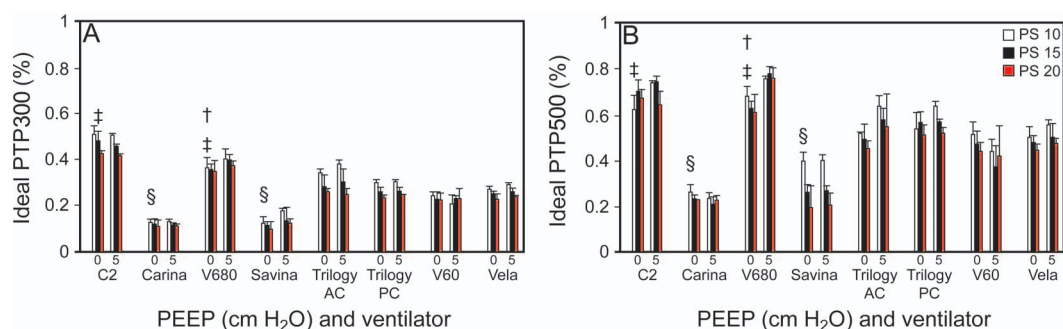 A
Ideal PTP300 (%)
1
0.8
0.6
0.4
0.2
0
‡
§
†
‡
§
0 5 0 5 0 5 0 5 0 5 0 5 0 5 0 5
C2 Carina V680 Savina Trilogy AC Trilogy PC V60 Vela
PEEP (cm H₂O) and ventilator
B
PS 10
PS 15
PS 20
Ideal PTP500 (%)
1
0.8
0.6
0.4
0.2
0
‡
§
†
‡
§
0 5 0 5 0 5 0 5 0 5 0 5 0 5 0 5
C2 Carina V680 Savina Trilogy AC Trilogy PC V60 Vela
PEEP (cm H₂O) and ventilator